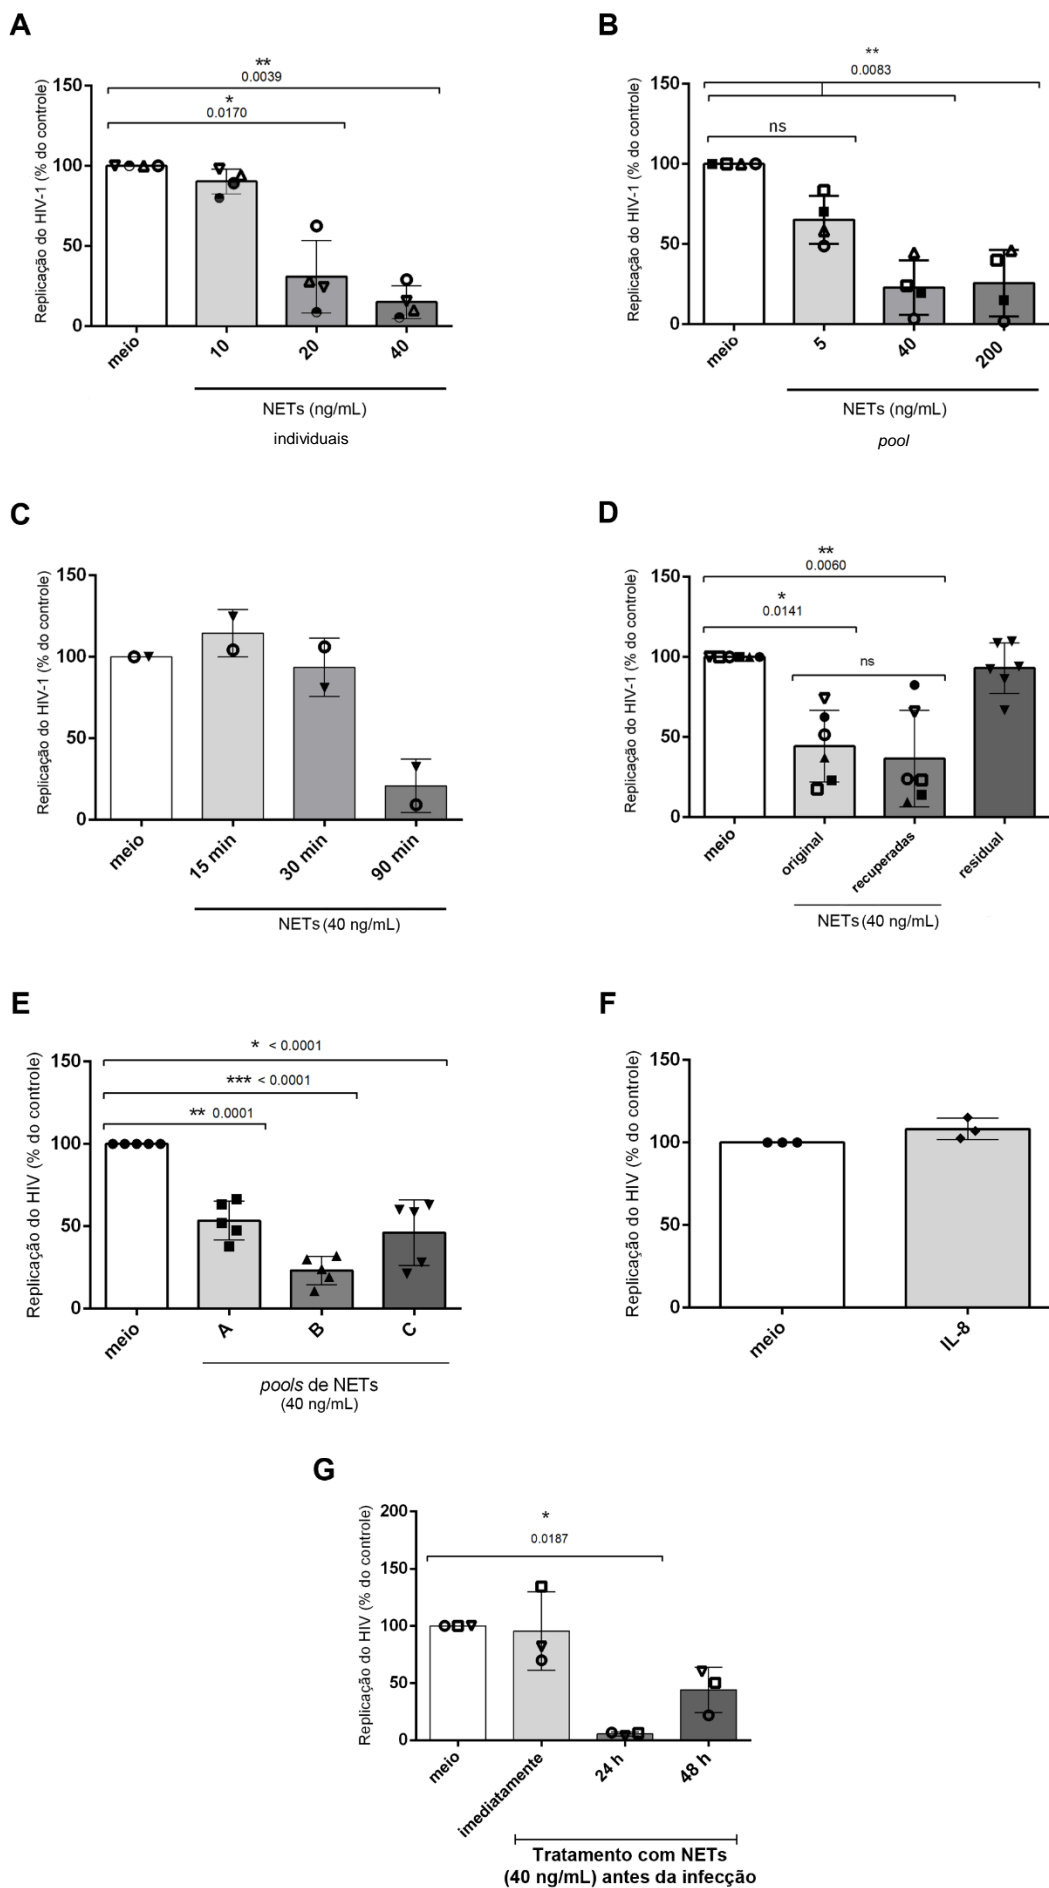 A
Replicação do HIV-1 (% do controle)
**
0.0039
*
0.0170
150
100
50
0
meio
10
20
40
NETs (ng/mL)
individuais
B
Replicação do HIV-1 (% do controle)
**
0.0083
ns
150
100
50
0
meio
5
40
200
NETs (ng/mL)
pool
C
Replicação do HIV-1 (% do controle)
150
100
50
0
meio
15 min
30 min
90 min
NETs (40 ng/mL)
D
Replicação do HIV-1 (% do controle)
**
0.0060
*
0.0141
ns
150
100
50
0
meio
original
recuperadas
residual
NETs (40 ng/mL)
E
Replicação do HIV (% do controle)
* < 0.0001
*** < 0.0001
** 0.0001
150
100
50
0
meio
A
B
C
pools de NETs
(40 ng/mL)
F
Replicação do HIV (% do controle)
150
100
50
0
meio
IL-8
G
Replicação do HIV (% do controle)
*
0.0187
200
150
100
50
0
meio
imediatamente
24 h
48 h
Tratamento com NETs
(40 ng/mL) antes da infecção